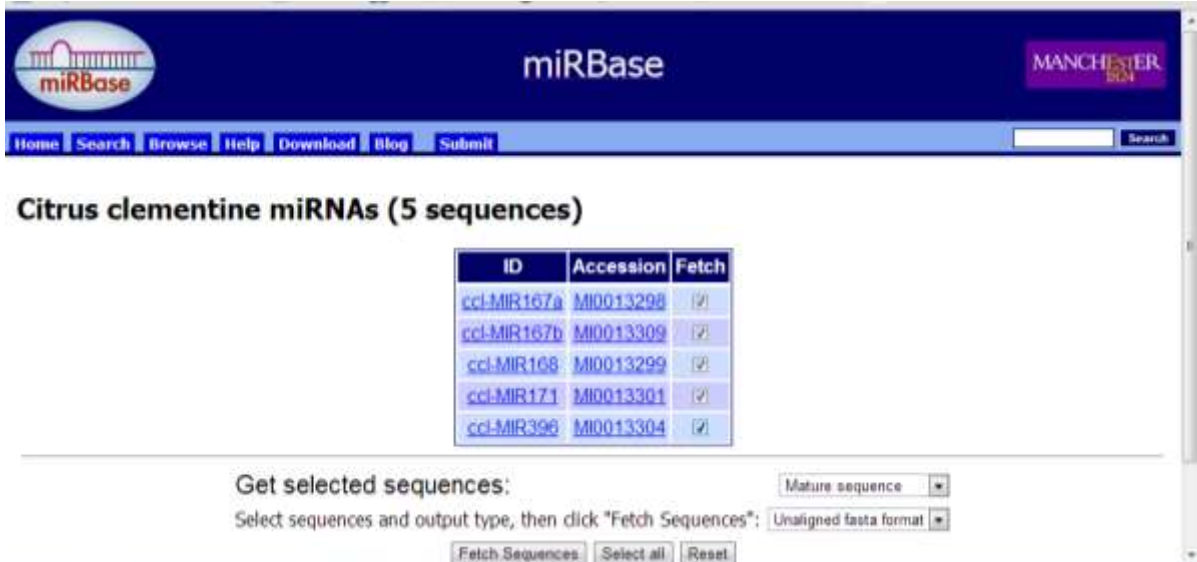 miRBase
miRBase
MANCHESTER
1824
Home Search Browse Help Download Blog Submit
Search
Citrus clementine miRNAs (5 sequences)
ID Accession Fetch
ccl-MIR167a MI0013298
ccl-MIR167b MI0013309
ccl-MIR168 MI0013299
ccl-MIR171 MI0013301
ccl-MIR396 MI0013304
Get selected sequences: Mature sequence
Select sequences and output type, then click "Fetch Sequences": Unaligned fasta format
Fetch Sequences Select all Reset